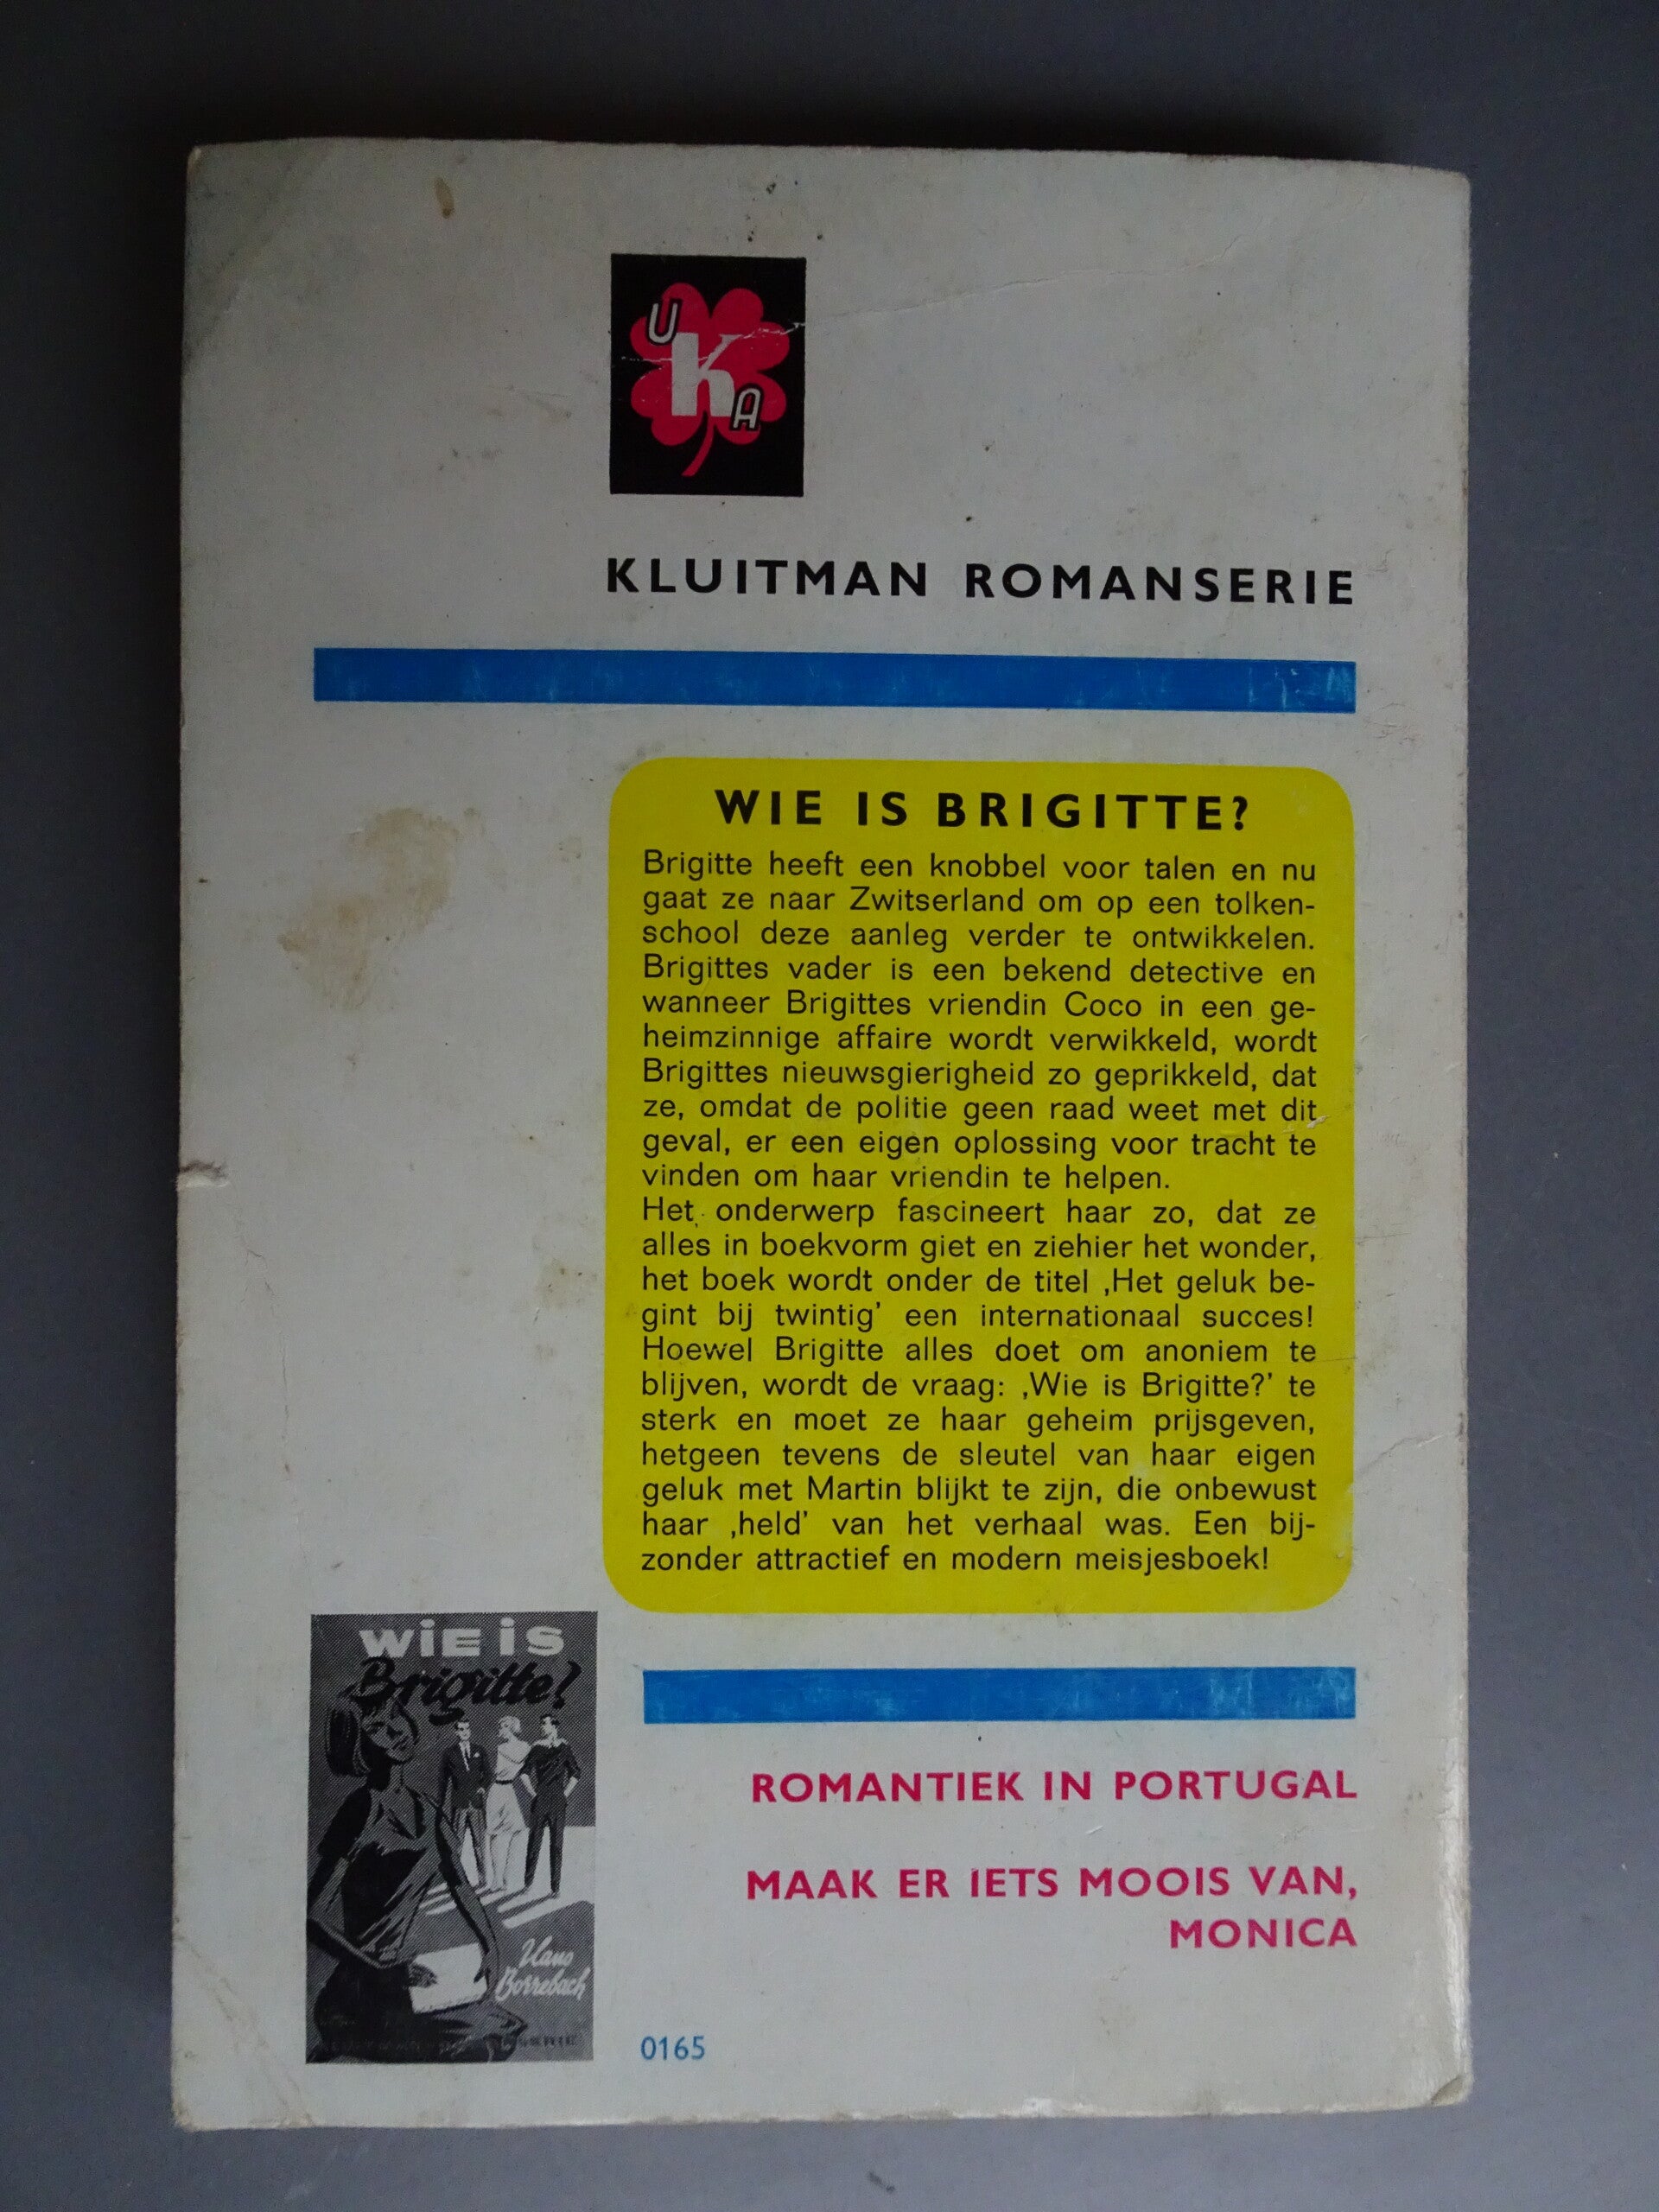 U
K
A
KLUITMAN ROMANSERIE
WIE IS BRIGITTE?
Brigitte heeft een knobbel voor talen en nu
gaat ze naar Zwitserland om op een tolken-
school deze aanleg verder te ontwikkelen.
Brigittes vader is een bekend detective en
wanneer Brigittes vriendin Coco in een ge-
heimzinnige affaire wordt verwikkeld, wordt
Brigittes nieuwsgierigheid zo geprikkeld, dat
ze, omdat de politie geen raad weet met dit
geval, er een eigen oplossing voor tracht te
vinden om haar vriendin te helpen.
Het onderwerp fascineert haar zo, dat ze
alles in boekvorm giet en ziehier het wonder,
het boek wordt onder de titel ‚Het geluk be-
gint bij twintig’ een internationaal succes!
Hoewel Brigitte alles doet om anoniem te
blijven, wordt de vraag: ‚Wie is Brigitte?’ te
sterk en moet ze haar geheim prijsgeven,
hetgeen tevens de sleutel van haar eigen
geluk met Martin blijkt te zijn, die onbewust
haar ‚held’ van het verhaal was. Een bij-
zonder attractief en modern meisjesboek!
WiE iS
Brigitte?
Hans
Borrebach
ROMANTIEK IN PORTUGAL
MAAK ER IETS MOOIS VAN,
MONICA
0165